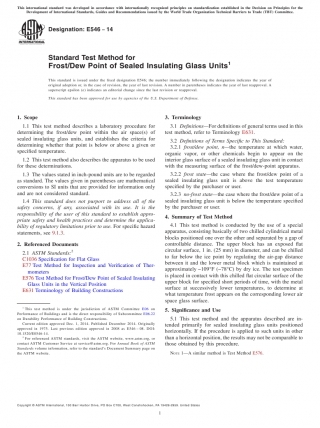 This international standard was developed in accordance with internationally recognized principles on standardization established in the Decision on Principles for the
Development of International Standards, Guides and Recommendations issued by the World Trade Organization Technical Barriers to Trade (TBT) Committee.
INTERNATIONAL
Designation: E546 − 14
Standard Test Method for
Frost/Dew Point of Sealed Insulating Glass Units1
This standard is issued under the fixed designation E546; the number immediately following the designation indicates the year of
original adoption or, in the case of revision, the year of last revision. A number in parentheses indicates the year of last reapproval. A
superscript epsilon (ε) indicates an editorial change since the last revision or reapproval.
This standard has been approved for use by agencies of the U.S. Department of Defense.
1. Scope
1.1 This test method describes a laboratory procedure for
determining the frost/dew point within the air space(s) of
sealed insulating glass units, and establishes the criteria for
determining whether that point is below or above a given or
specified temperature.
1.2 This test method also describes the apparatus to be used
for these determinations.
1.3 The values stated in inch-pound units are to be regarded
as standard. The values given in parentheses are mathematical
conversions to SI units that are provided for information only
and are not considered standard.
1.4 This standard does not purport to address all of the
safety concerns, if any, associated with its use. It is the
responsibility of the user of this standard to establish appro-
priate safety and health practices and determine the applica-
bility of regulatory limitations prior to use. For specific hazard
statements, see 9.1.3.
2. Referenced Documents
2.1 ASTM Standards:2
C1036 Specification for Flat Glass
E77 Test Method for Inspection and Verification of Ther-
mometers
E576 Test Method for Frost/Dew Point of Sealed Insulating
Glass Units in the Vertical Position
E631 Terminology of Building Constructions
1 This test method is under the jurisdiction of ASTM Committee E06 on
Performance of Buildings and is the direct responsibility of Subcommittee E06.22
on Durability Performance of Building Constructions.
Current edition approved Dec. 1, 2014. Published December 2014. Originally
approved in 1975. Last previous edition approved in 2008 as E546 – 08. DOI:
10.1520/E0546-14.
2 For referenced ASTM standards, visit the ASTM website, www.astm.org, or
contact ASTM Customer Service at service@astm.org. For Annual Book of ASTM
Standards volume information, refer to the standard's Document Summary page on
the ASTM website.
3. Terminology
3.1 Definitions—For definitions of general terms used in this
test method, refer to Terminology E631.
3.2 Definitions of Terms Specific to This Standard:
3.2.1 frost/dew point, n—the temperature at which water,
organic vapor, or other chemicals begin to appear on the
interior glass surface of a sealed insulating glass unit in contact
with the measuring surface of the frost/dew-point apparatus.
3.2.2 frost state—the case where the frost/dew point of a
sealed insulating glass unit is above the test temperature
specified by the purchaser or user.
3.2.3 no frost state—the case where the frost/dew point of a
sealed insulating glass unit is below the temperature specified
by the purchaser or user.
4. Summary of Test Method
4.1 This test method is conducted by the use of a special
apparatus, consisting basically of two cylindrical metal
blocks positioned one over the other and separated by a gap of
controllable distance. The upper block has an exposed flat
circular surface, 1 in. (25 mm) in diameter, and can be chilled
to far below the test point by regulating the air-gap distance
between it and the lower metal block which is maintained at
approximately −109°F (−78°C) by dry ice. The test specimen
is placed in contact with this chilled flat circular surface of the
upper block for specified short periods of time, with the metal
surface at successively lower temperatures, to determine at
what temperature frost appears on the corresponding lower air
space glass surface.
5. Significance and Use
5.1 This test method and the apparatus described are in-
tended primarily for sealed insulating glass units positioned
horizontally. If the procedure is applied to such units in other
than a horizontal position, the results may not be comparable to
those obtained by this procedure.
NOTE 1—A similar method is Test Method E576.
Copyright © ASTM International, 100 Barr Harbor Drive, PO Box C700, West Conshohocken, PA 19428-2959. United States
1